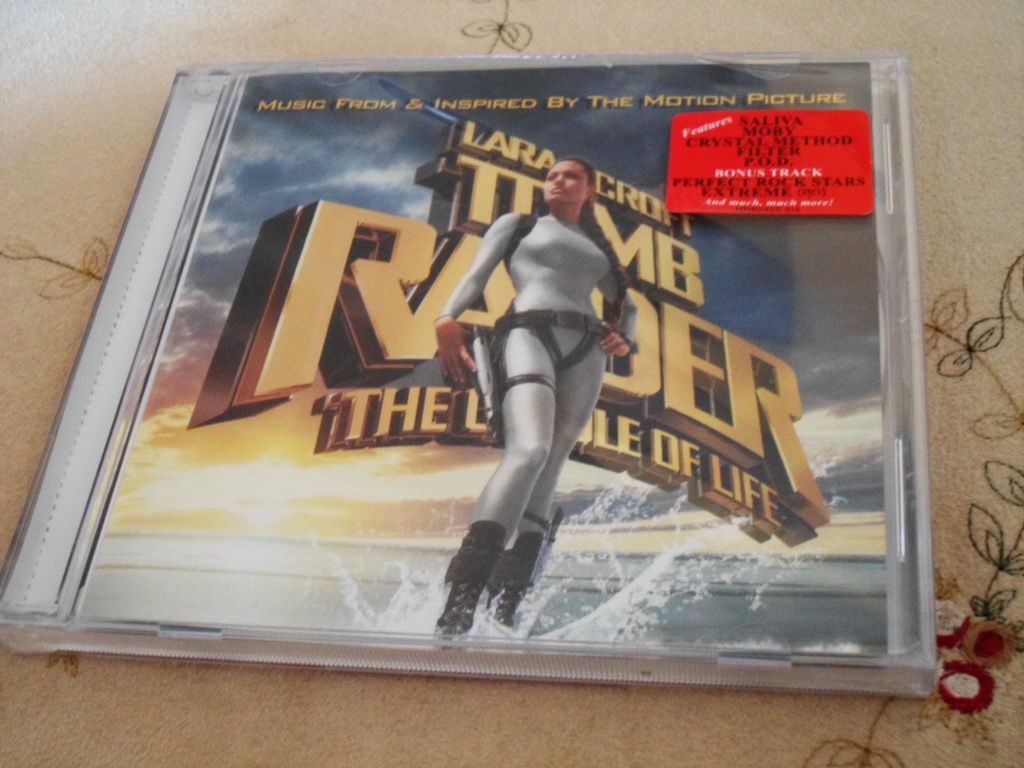 MUSIC FROM & INSPIRED BY THE MOTION PICTURE
Features SALIVA
MOBY
CRYSTAL METHOD
FILTER
P.O.D.
BONUS TRACK
PERFECT ROCK STARS
EXTREME
And much, much more!
LARA CROFT
TOMB
RAIDER
THE CRADLE OF LIFE